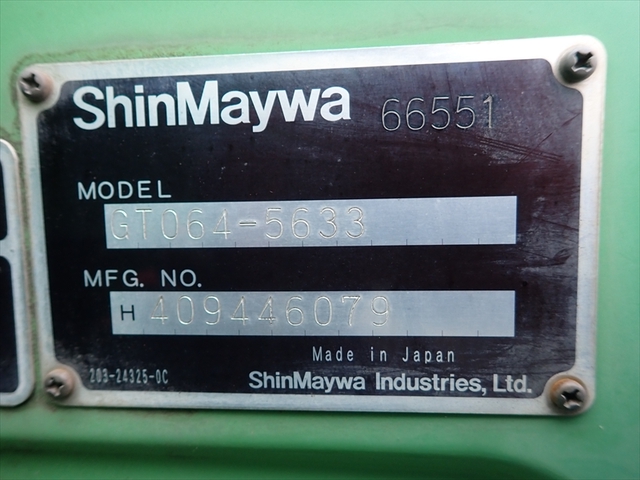 ShinMaywa 66551
MODEL
GT064-5633
MFG. NO.
H 409446079
Made in Japan
203-24325-0C
ShinMaywa Industries, Ltd.